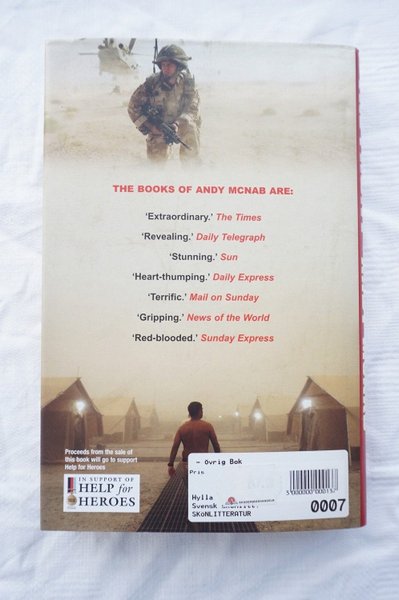 THE BOOKS OF ANDY MCNAB ARE:
‘Extraordinary.’ The Times
‘Revealing.’ Daily Telegraph
‘Stunning.’ Sun
‘Heart-thumping.’ Daily Express
‘Terrific.’ Mail on Sunday
‘Gripping.’ News of the World
‘Red-blooded.’ Sunday Express
Proceeds from the sale of
this book will go to support
Help for Heroes
IN SUPPORT OF
HELP for
HEROES
- Ovrig Bok
Hylla
Svensk
SKÖNLITTERATUR
0007